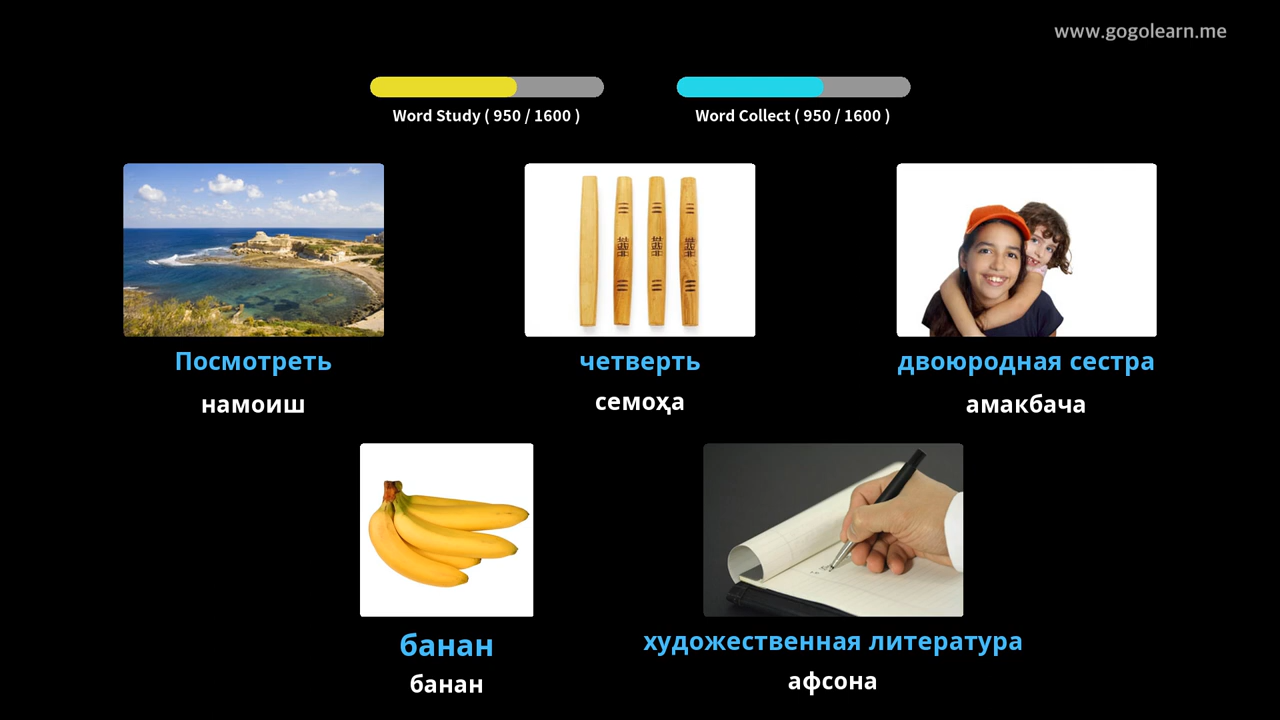 www.gogolearn.me
Word Study ( 950 / 1600 )
Word Collect ( 950 / 1600 )
Посмотреть
намоиш
четверть
семоҳа
двоюродная сестра
амакбача
банан
банан
художественная литература
афсона